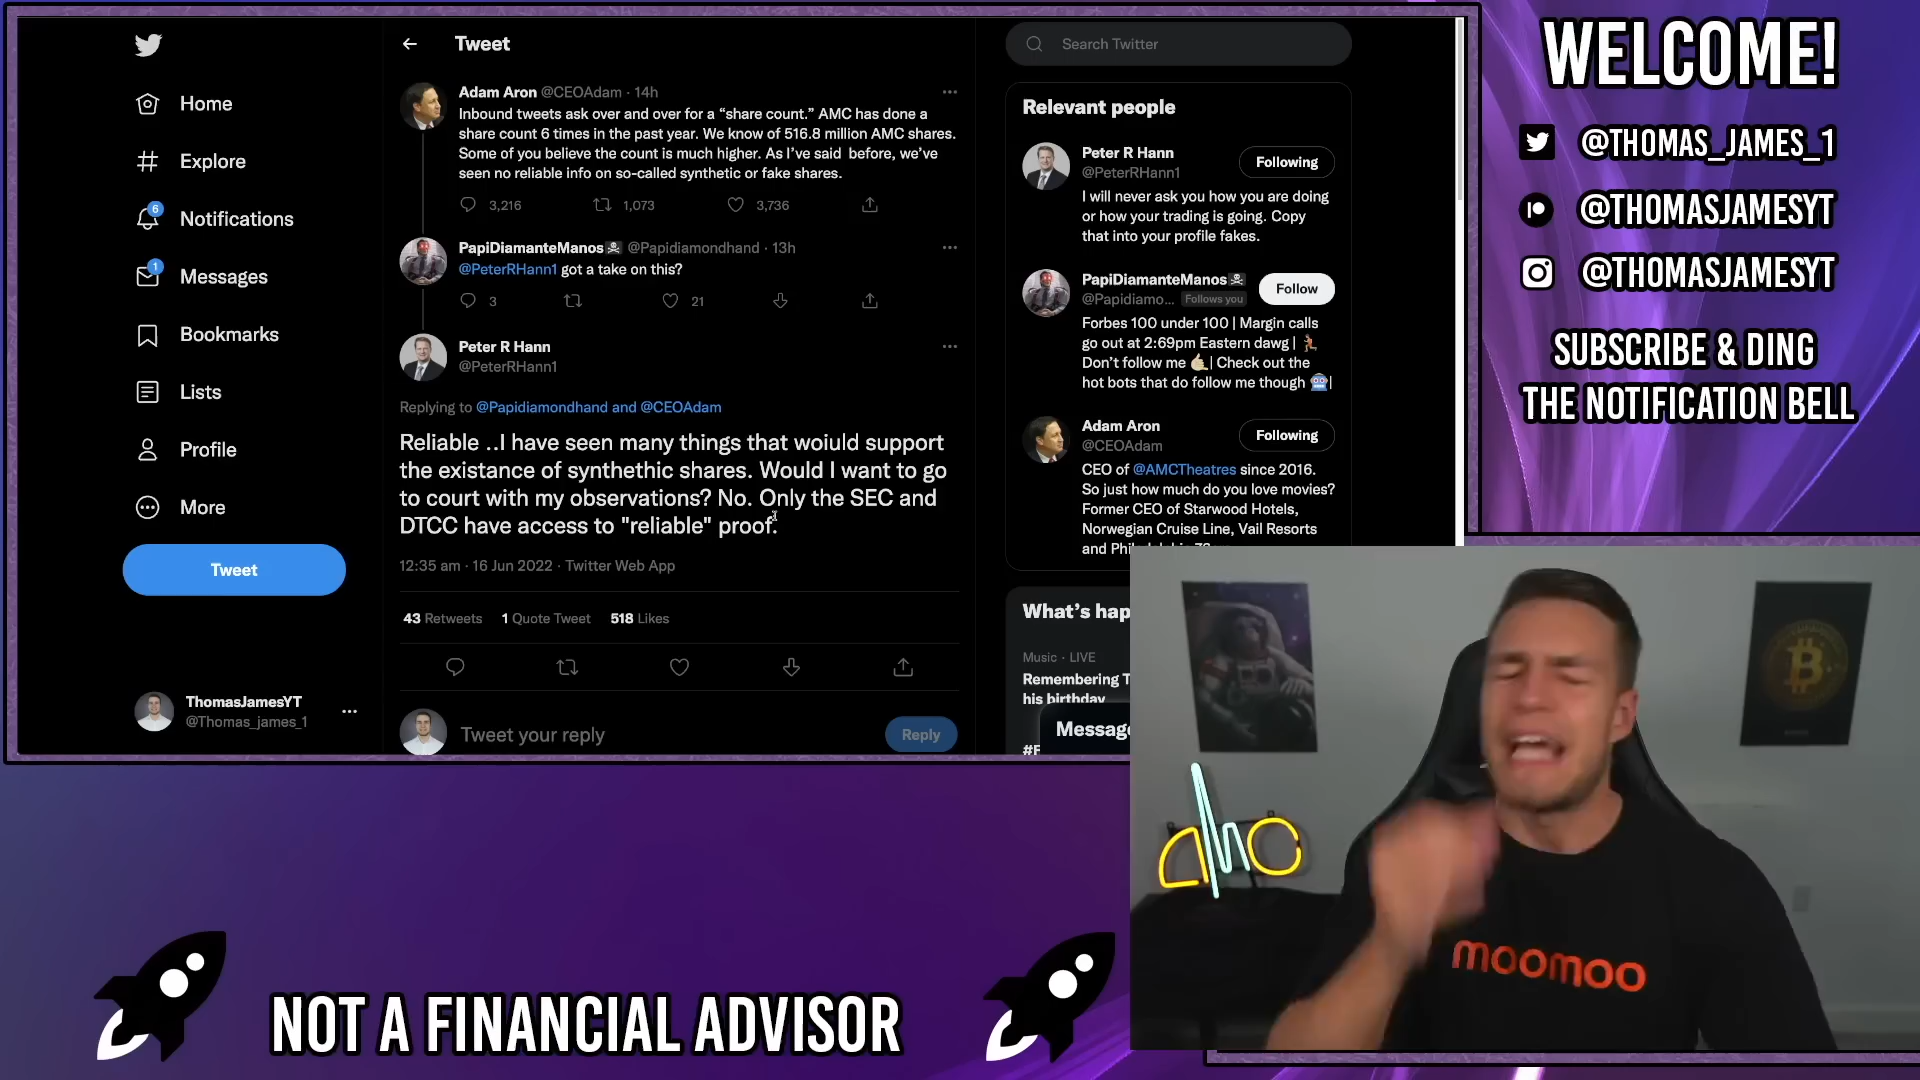 Tweet
Search Twitter
Home
Explore
6
Notifications
1
Messages
Bookmarks
Lists
Profile
More
Tweet
ThomasJamesYT
@Thomas_james_1
Adam Aron @CEOAdam · 14h
Inbound tweets ask over and over for a “share count.” AMC has done a
share count 6 times in the past year. We know of 516.8 million AMC shares.
Some of you believe the count is much higher. As I’ve said before, we’ve
seen no reliable info on so-called synthetic or fake shares.
3,216 1,073 3,736
PapiDiamanteManos☠️ @Papidiamondhand · 13h
@PeterRHann1 got a take on this?
3 21
Peter R Hann
@PeterRHann1
Replying to @Papidiamondhand and @CEOAdam
Reliable ..I have seen many things that woiuld support
the existance of synthethic shares. Would I want to go
to court with my observations? No. Only the SEC and
DTCC have access to "reliable" proof.
12:35 am · 16 Jun 2022 · Twitter Web App
43 Retweets 1 Quote Tweet 518 Likes
Tweet your reply
Reply
Relevant people
Peter R Hann
@PeterRHann1
Following
I will never ask you how you are doing
or how your trading is going. Copy
that into your profile fakes.
PapiDiamanteManos☠️
@Papidiamo... Follows you
Follow
Forbes 100 under 100 | Margin calls
go out at 2:69pm Eastern dawg | 💃
Don’t follow me 🤙| Check out the
hot bots that do follow me though 🤖|
Adam Aron
@CEOAdam
Following
CEO of @AMCTheatres since 2016.
So just how much do you love movies?
Former CEO of Starwood Hotels,
Norwegian Cruise Line, Vail Resorts
What’s hap
Music · LIVE
Remembering T
his birthday
Message
WELCOME!
@THOMAS_JAMES_1
@THOMASJAMESYT
@THOMASJAMESYT
SUBSCRIBE & DING
THE NOTIFICATION BELL
moomoo
NOT A FINANCIAL ADVISOR